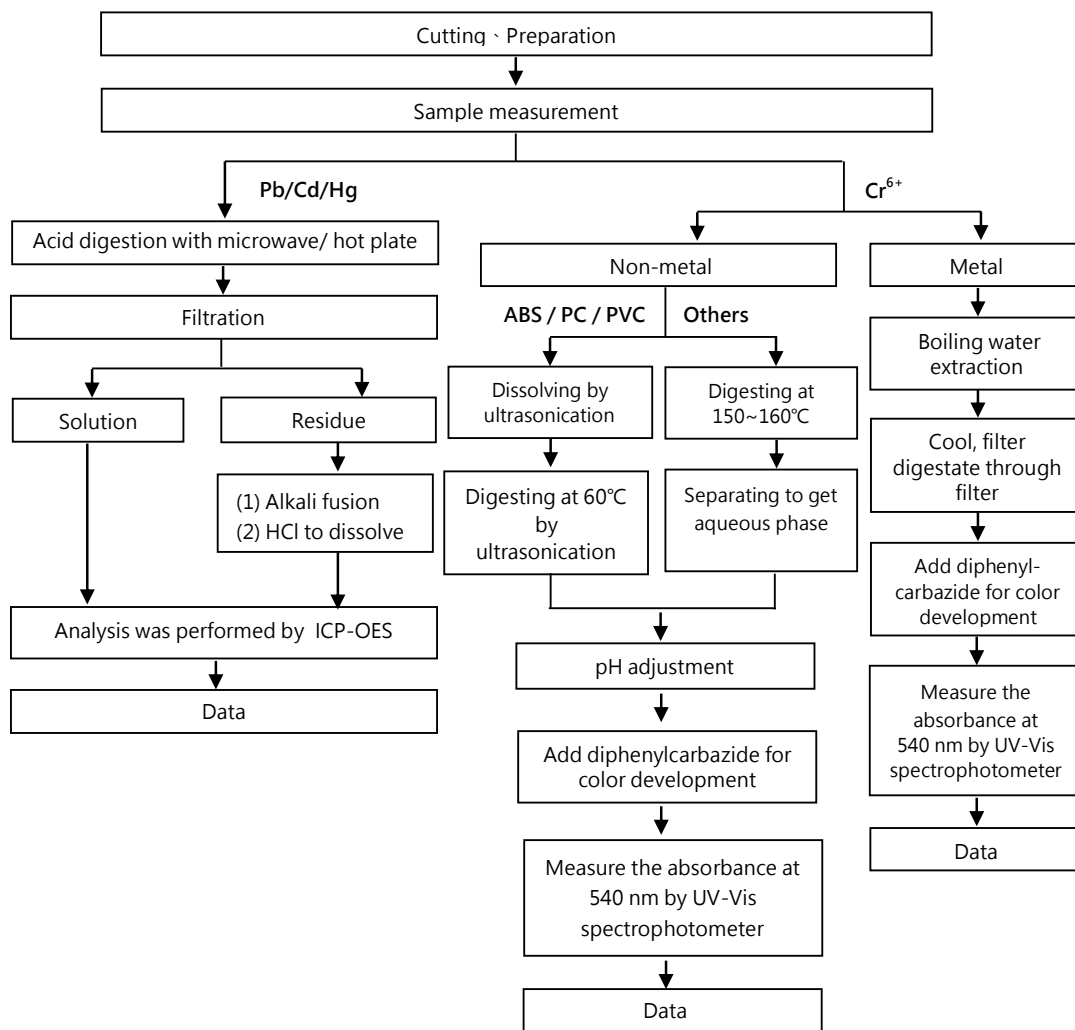 Cutting、Preparation
Sample measurement
Pb/Cd/Hg
Acid digestion with microwave/ hot plate
Filtration
Solution
Residue
(1) Alkali fusion
(2) HCl to dissolve
Analysis was performed by ICP-OES
Data
Cr⁶⁺
Non-metal
ABS / PC / PVC
Others
Dissolving by
ultrasonication
Digesting at 60℃
by
ultrasonication
Digesting at
150~160℃
Separating to get
aqueous phase
pH adjustment
Add diphenylcarbazide for
color development
Measure the absorbance at
540 nm by UV-Vis
spectrophotometer
Data
Metal
Boiling water
extraction
Cool, filter
digestate through
filter
Add diphenyl-
carbazide for color
development
Measure the
absorbance at
540 nm by UV-Vis
spectrophotometer
Data